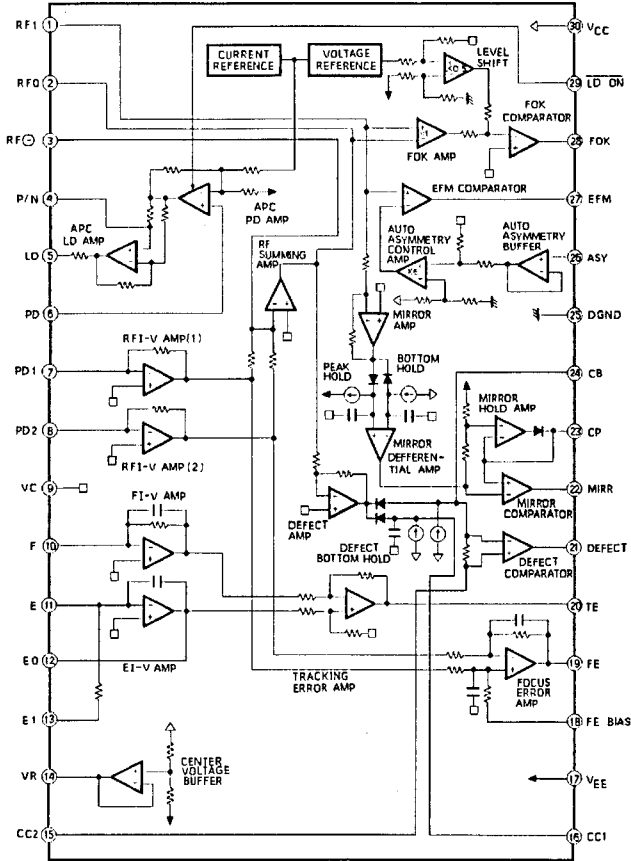 RF1 1
RFO 2
RF⊖ 3
P/N 4
LD 5
PD 6
PD1 7
PD2 8
VC 9
F 10
E 11
EO 12
E1 13
VR 14
CC2 15
30 VCC
29 LD ON
28 FOK
27 EFM
26 ASY
25 DGND
24 CB
23 CP
22 MIRR
21 DEFECT
20 TE
19 FE
18 FE BIAS
17 VEE
16 CC1
CURRENT
REFERENCE
VOLTAGE
REFERENCE
LEVEL
SHIFT
FOK
COMPARATOR
FOK AMP
EFM COMPARATOR
APC
PD AMP
APC
LD AMP
RF
SUMMING
AMP
AUTO
ASYMMETRY
CONTROL
AMP
AUTO
ASYMMETRY
BUFFER
MIRROR
AMP
RFI-V AMP(1)
RFI-V AMP(2)
PEAK
HOLD
BOTTOM
HOLD
MIRROR
HOLD AMP
MIRROR
DEFFEREN-
TIAL AMP
MIRROR
COMPARATOR
FI-V AMP
DEFECT
AMP
DEFECT
BOTTOM HOLD
DEFECT
COMPARATOR
EI-V AMP
TRACKING
ERROR AMP
FOCUS
ERROR
AMP
CENTER
VOLTAGE
BUFFER